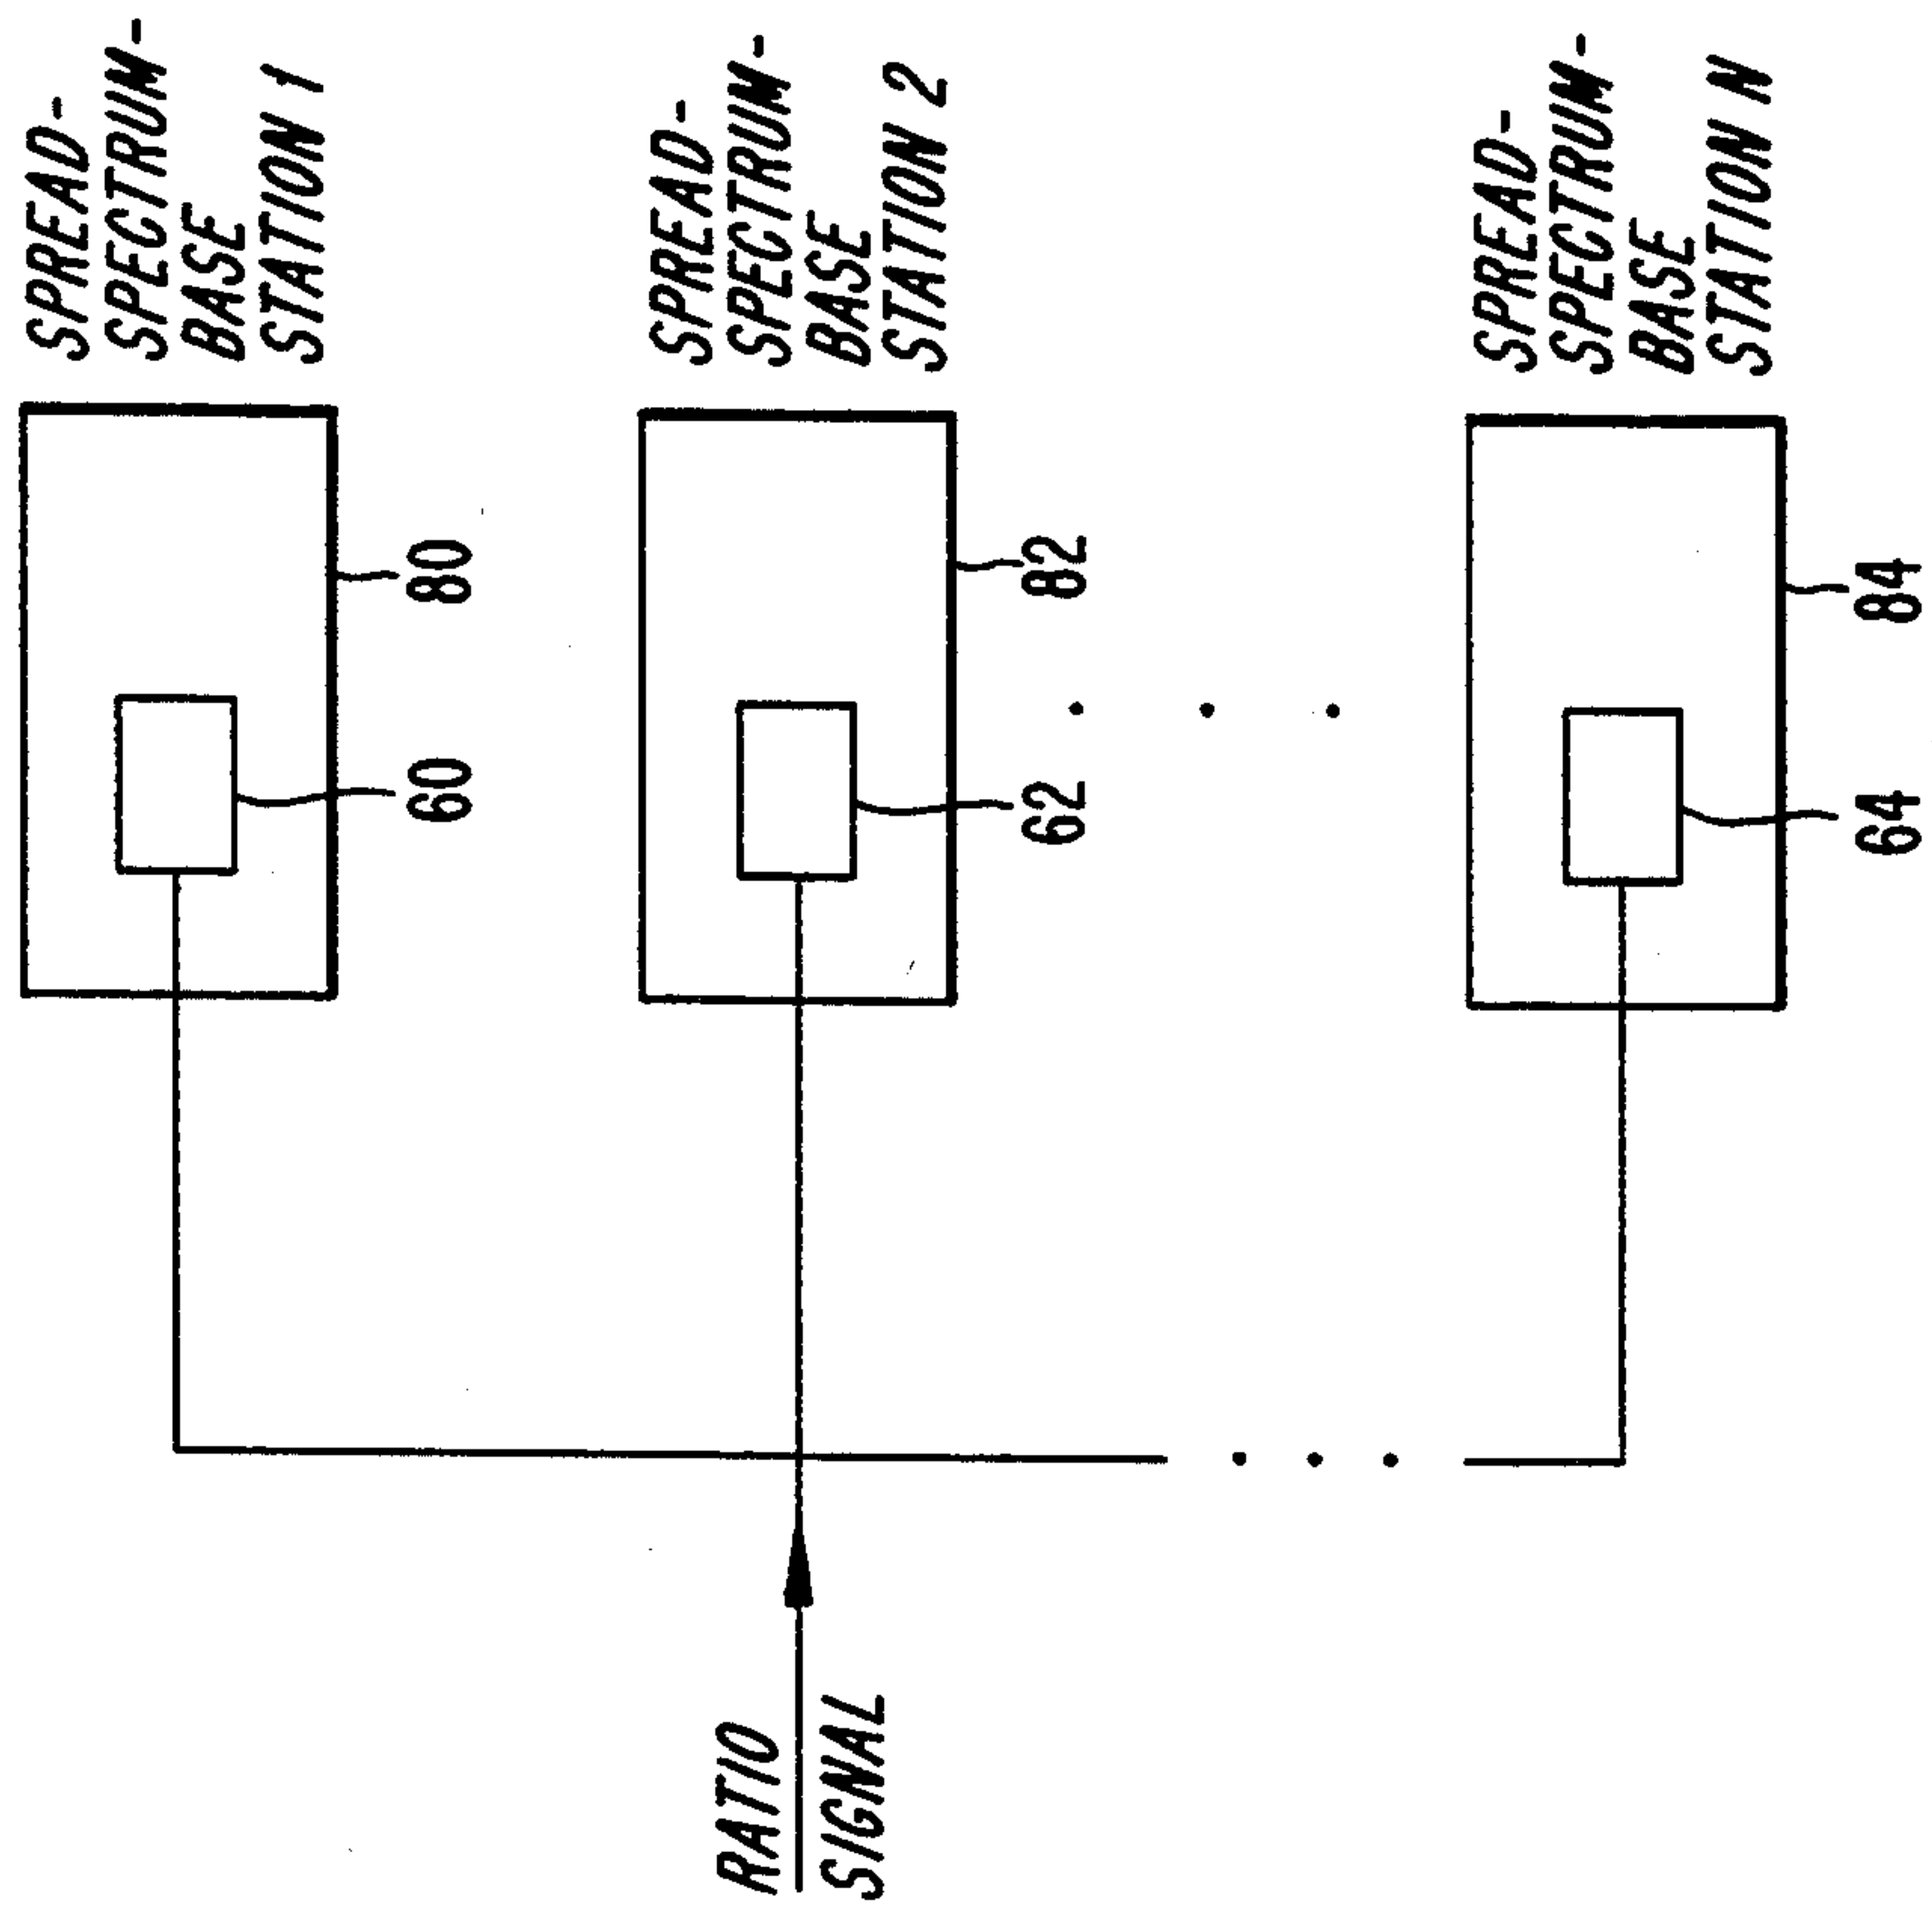 SPREAD-
SPECTRUM-
BASE
STATION 1
80
60
SPREAD-
SPECTRUM-
BASE
STATION 2
82
62
RATIO
SIGNAL
SPREAD-
SPECTRUM-
BASE
STATION N
84
64